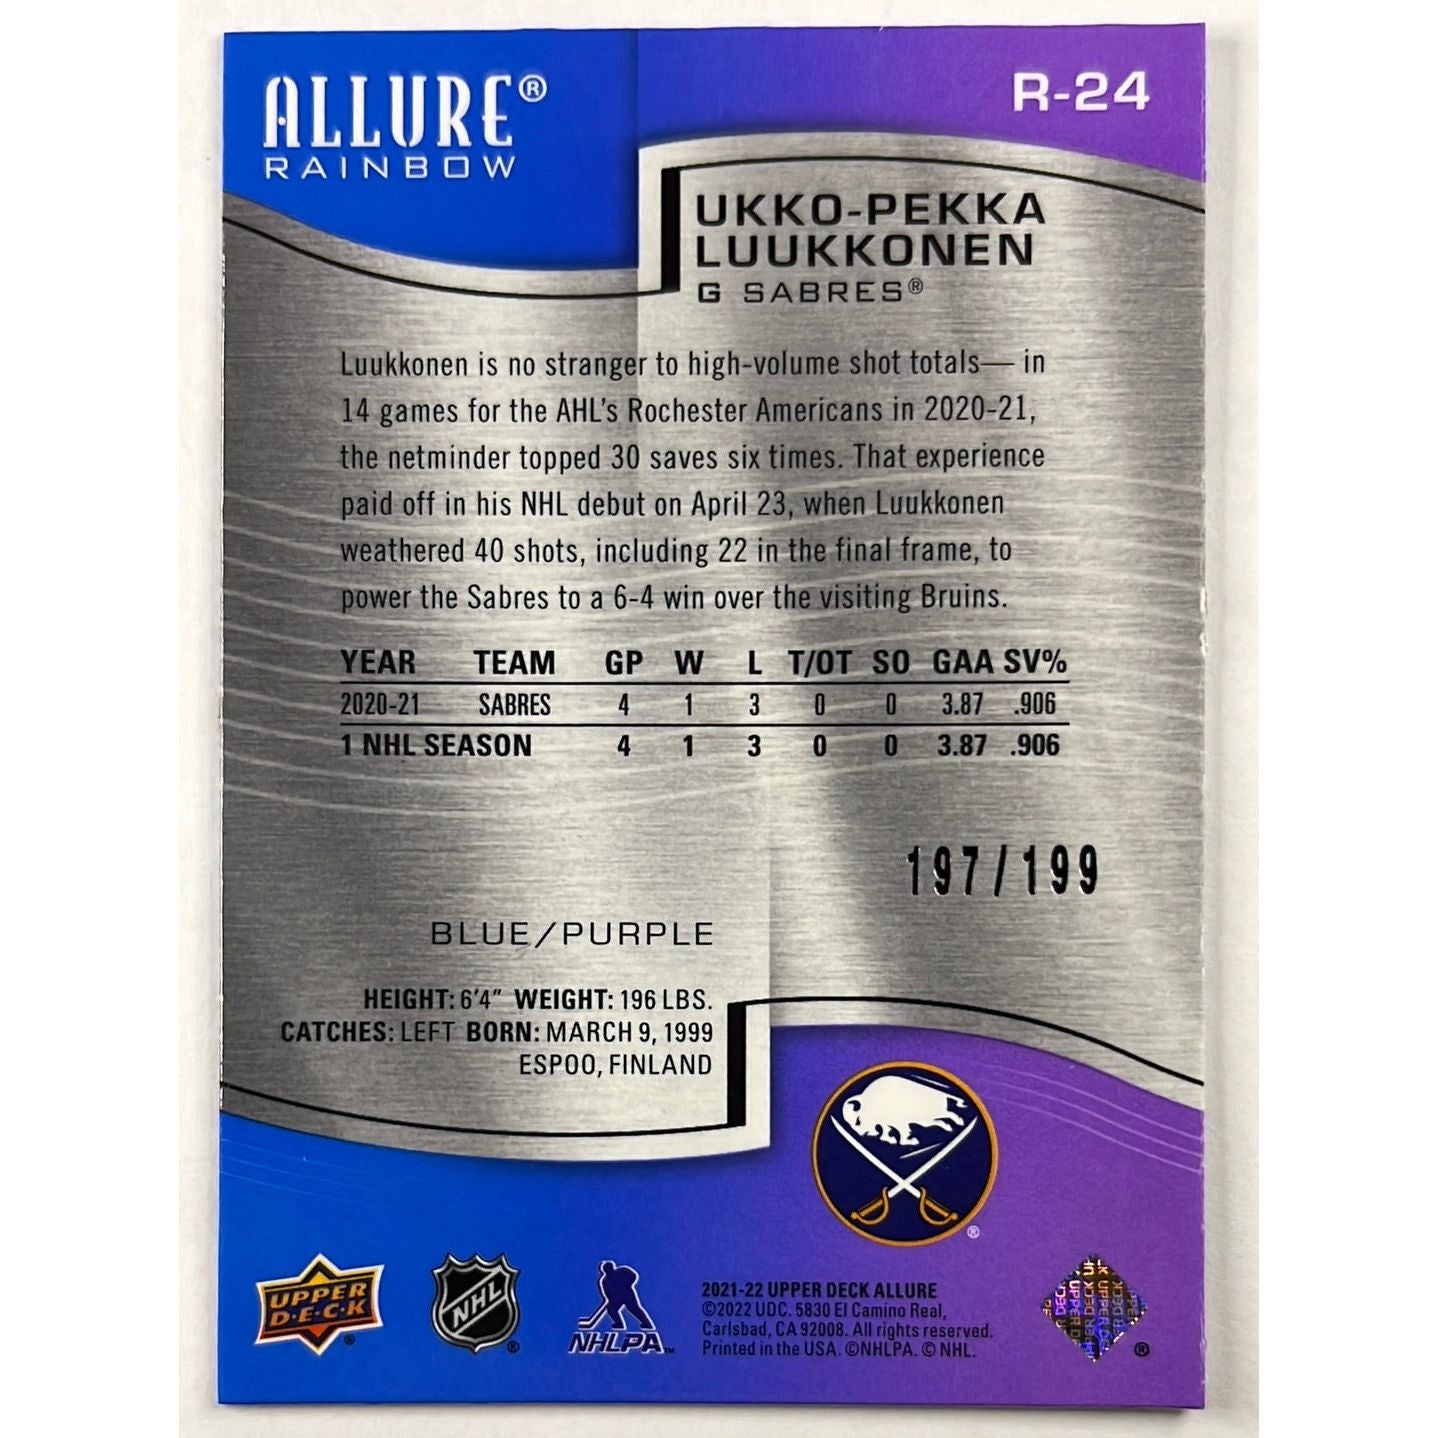 ALLURE®
RAINBOW
R-24
UKKO-PEKKA
LUUKKONEN
G SABRES®
Luukkonen is no stranger to high-volume shot totals— in
14 games for the AHL's Rochester Americans in 2020-21,
the netminder topped 30 saves six times. That experience
paid off in his NHL debut on April 23, when Luukkonen
weathered 40 shots, including 22 in the final frame, to
power the Sabres to a 6-4 win over the visiting Bruins.
YEAR TEAM GP W L T/OT SO GAA SV%
2020-21 SABRES 4 1 3 0 0 3.87 .906
1 NHL SEASON 4 1 3 0 0 3.87 .906
197/199
BLUE/PURPLE
HEIGHT: 6'4" WEIGHT: 196 LBS.
CATCHES: LEFT BORN: MARCH 9, 1999
ESPOO, FINLAND
®
UPPER
D·E·C·K
®
NHL
®
NHLPA™
2021-22 UPPER DECK ALLURE
©2022 UDC. 5830 El Camino Real,
Carlsbad, CA 92008. All rights reserved.
Printed in the USA. ©NHLPA. © NHL.
®